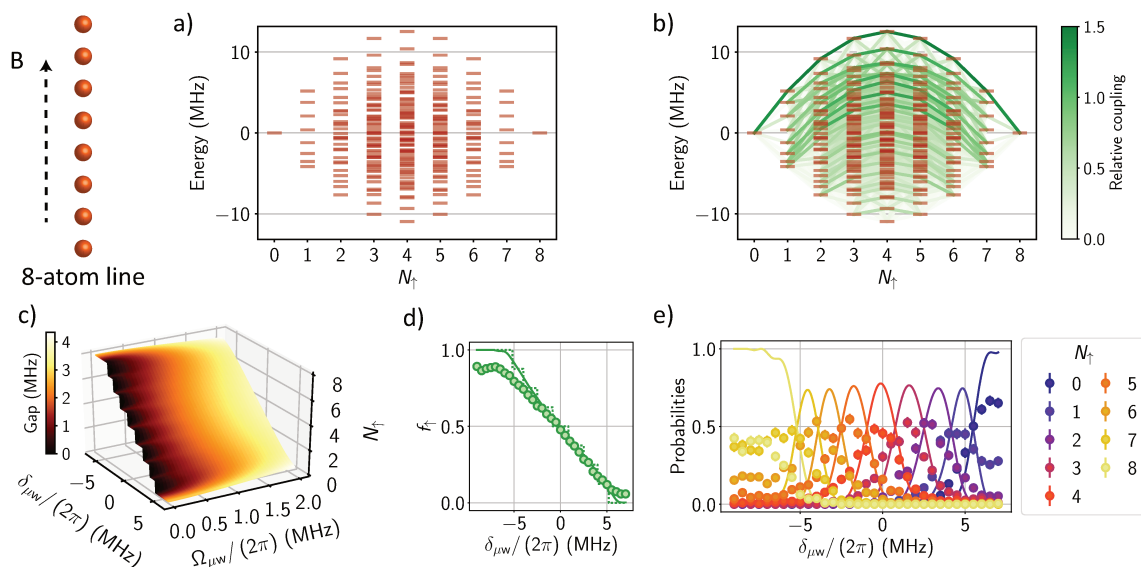 B
8-atom line
a)
Energy (MHz)
10
0
−10
0 1 2 3 4 5 6 7 8
N↑
b)
Energy (MHz)
10
0
−10
0 1 2 3 4 5 6 7 8
N↑
1.5
1.0
0.5
0.0
Relative coupling
c)
Gap (MHz)
4
3
2
1
0
−5
0
5
δμw/ (2π) (MHz)
0.0 0.5 1.0 1.5 2.0
Ωμw/ (2π) (MHz)
8
6
4
2
0
N↑
d)
f↑
1.0
0.5
0.0
−5 0 5
δμw/ (2π) (MHz)
e)
Probabilities
1.0
0.5
0.0
−5 0 5
δμw/ (2π) (MHz)
N↑
0 5
1 6
2 7
3 8
4